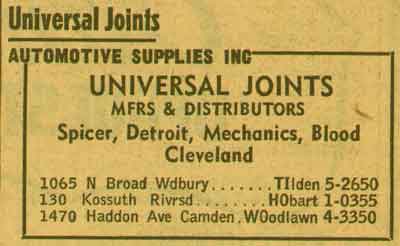 Universal Joints
AUTOMOTIVE SUPPLIES INC
UNIVERSAL JOINTS
MFRS & DISTRIBUTORS
Spicer, Detroit, Mechanics, Blood
Cleveland
1065 N Broad Wdbury.......TIlden 5-2650
130 Kossuth Rivrsd........HObart 1-0355
1470 Haddon Ave Camden.WOodlawn 4-3350